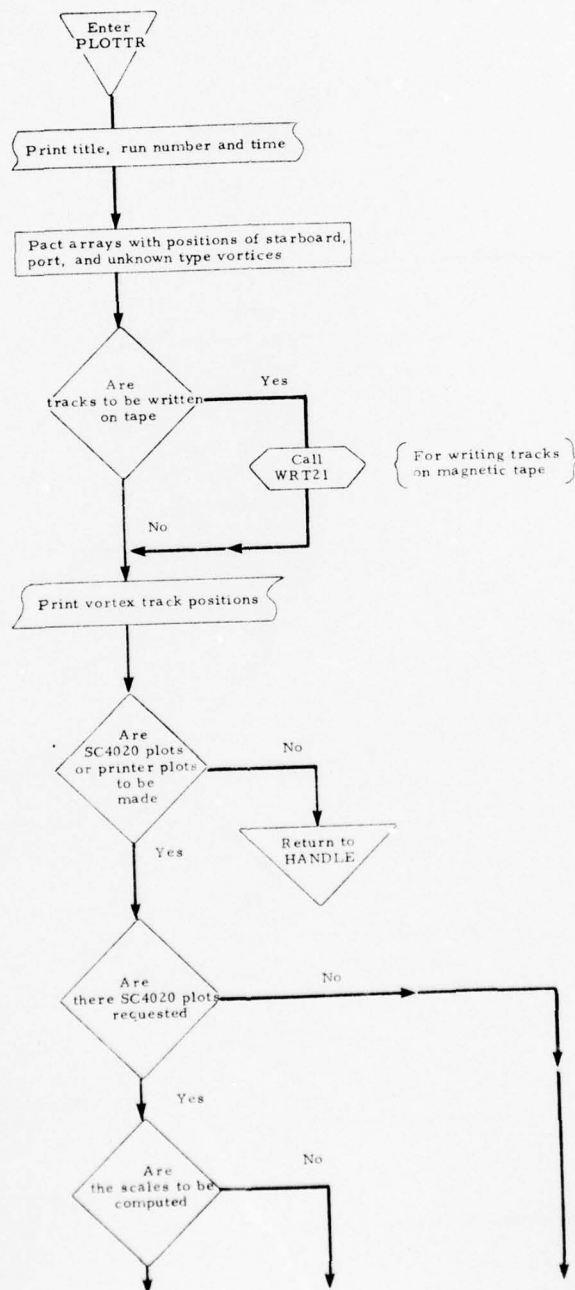 Enter
PLOTTR
Print title, run number and time
Pact arrays with positions of starboard,
port, and unknown type vortices
Are
tracks to be written
on tape
Yes
Call
WRT21
For writing tracks
on magnetic tape
No
Print vortex track positions
Are
SC4020 plots
or printer plots
to be
made
No
Return to
HANDLE
Yes
Are
there SC4020 plots
requested
No
Yes
Are
the scales to be
computed
No